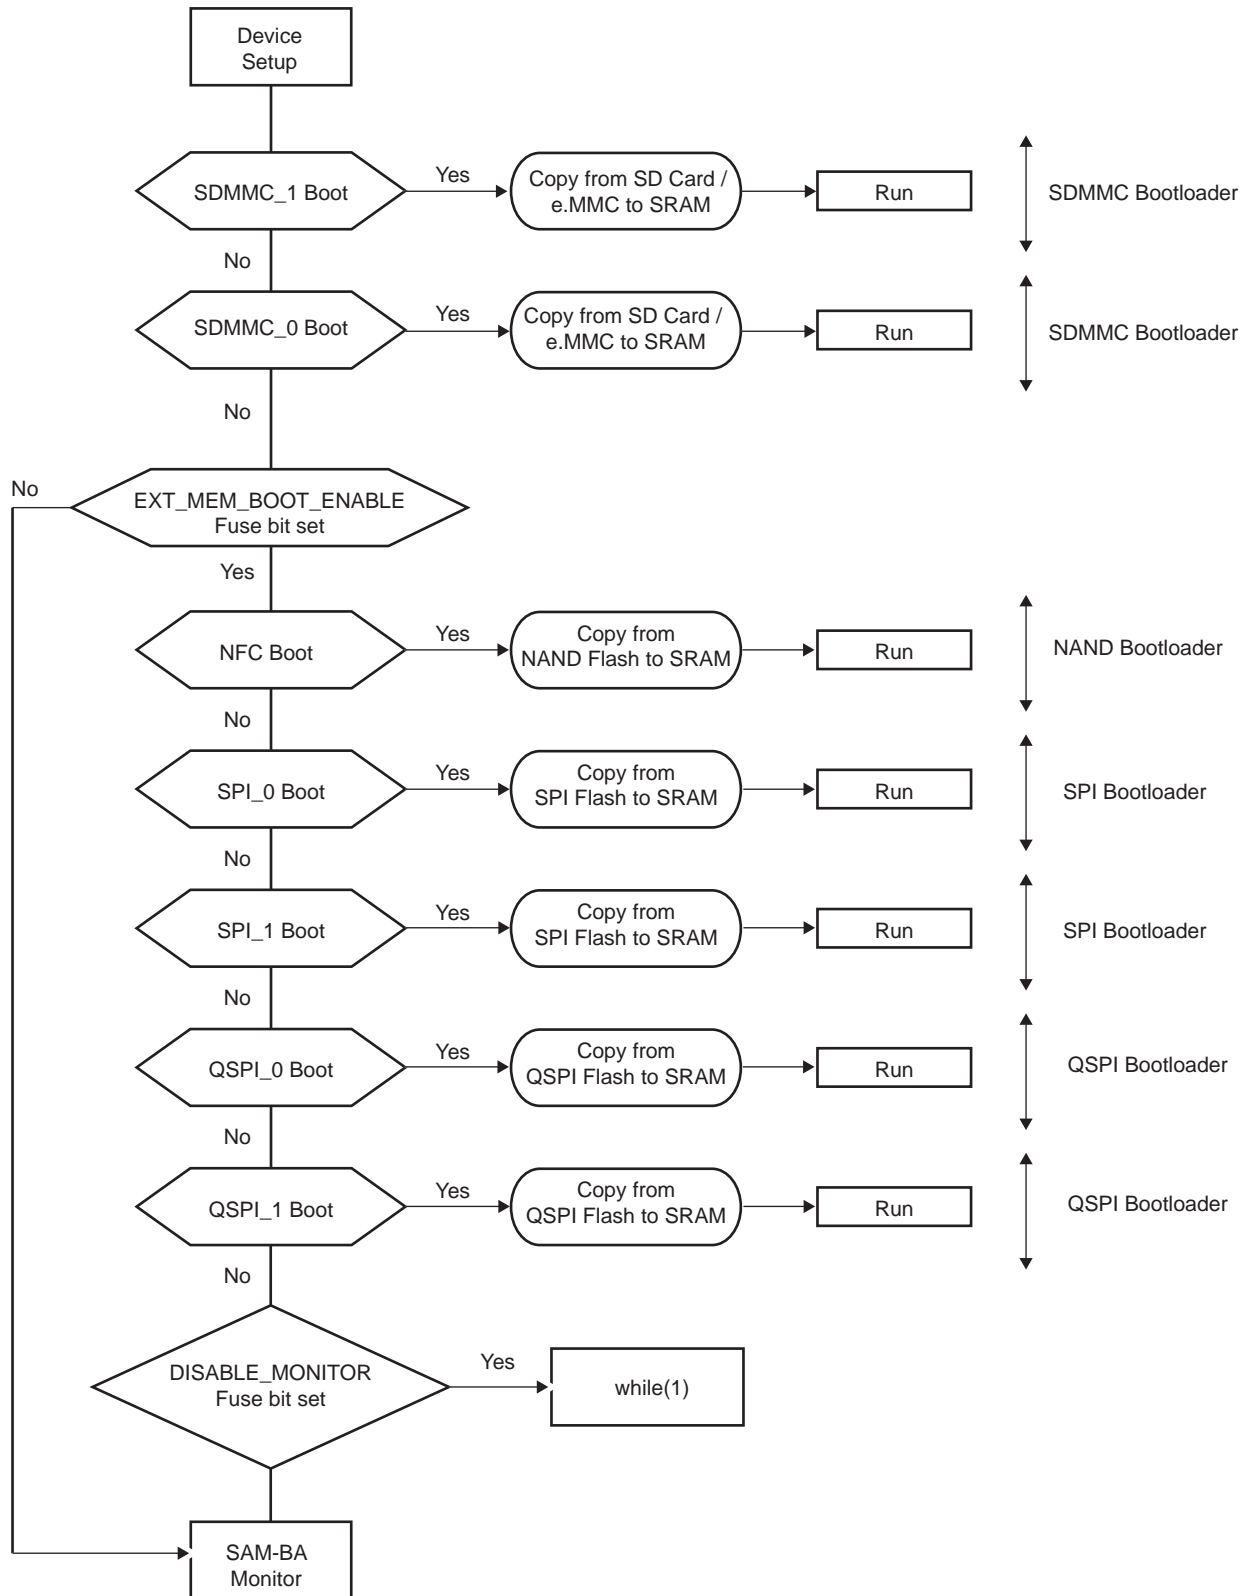 Device
Setup
SDMMC_1 Boot
Yes
Copy from SD Card /
e.MMC to SRAM
Run
SDMMC Bootloader
No
SDMMC_0 Boot
Yes
Copy from SD Card /
e.MMC to SRAM
Run
SDMMC Bootloader
No
No
EXT_MEM_BOOT_ENABLE
Fuse bit set
Yes
NFC Boot
Yes
Copy from
NAND Flash to SRAM
Run
NAND Bootloader
No
SPI_0 Boot
Yes
Copy from
SPI Flash to SRAM
Run
SPI Bootloader
No
SPI_1 Boot
Yes
Copy from
SPI Flash to SRAM
Run
SPI Bootloader
No
QSPI_0 Boot
Yes
Copy from
QSPI Flash to SRAM
Run
QSPI Bootloader
No
QSPI_1 Boot
Yes
Copy from
QSPI Flash to SRAM
Run
QSPI Bootloader
No
DISABLE_MONITOR
Fuse bit set
Yes
while(1)
SAM-BA
Monitor